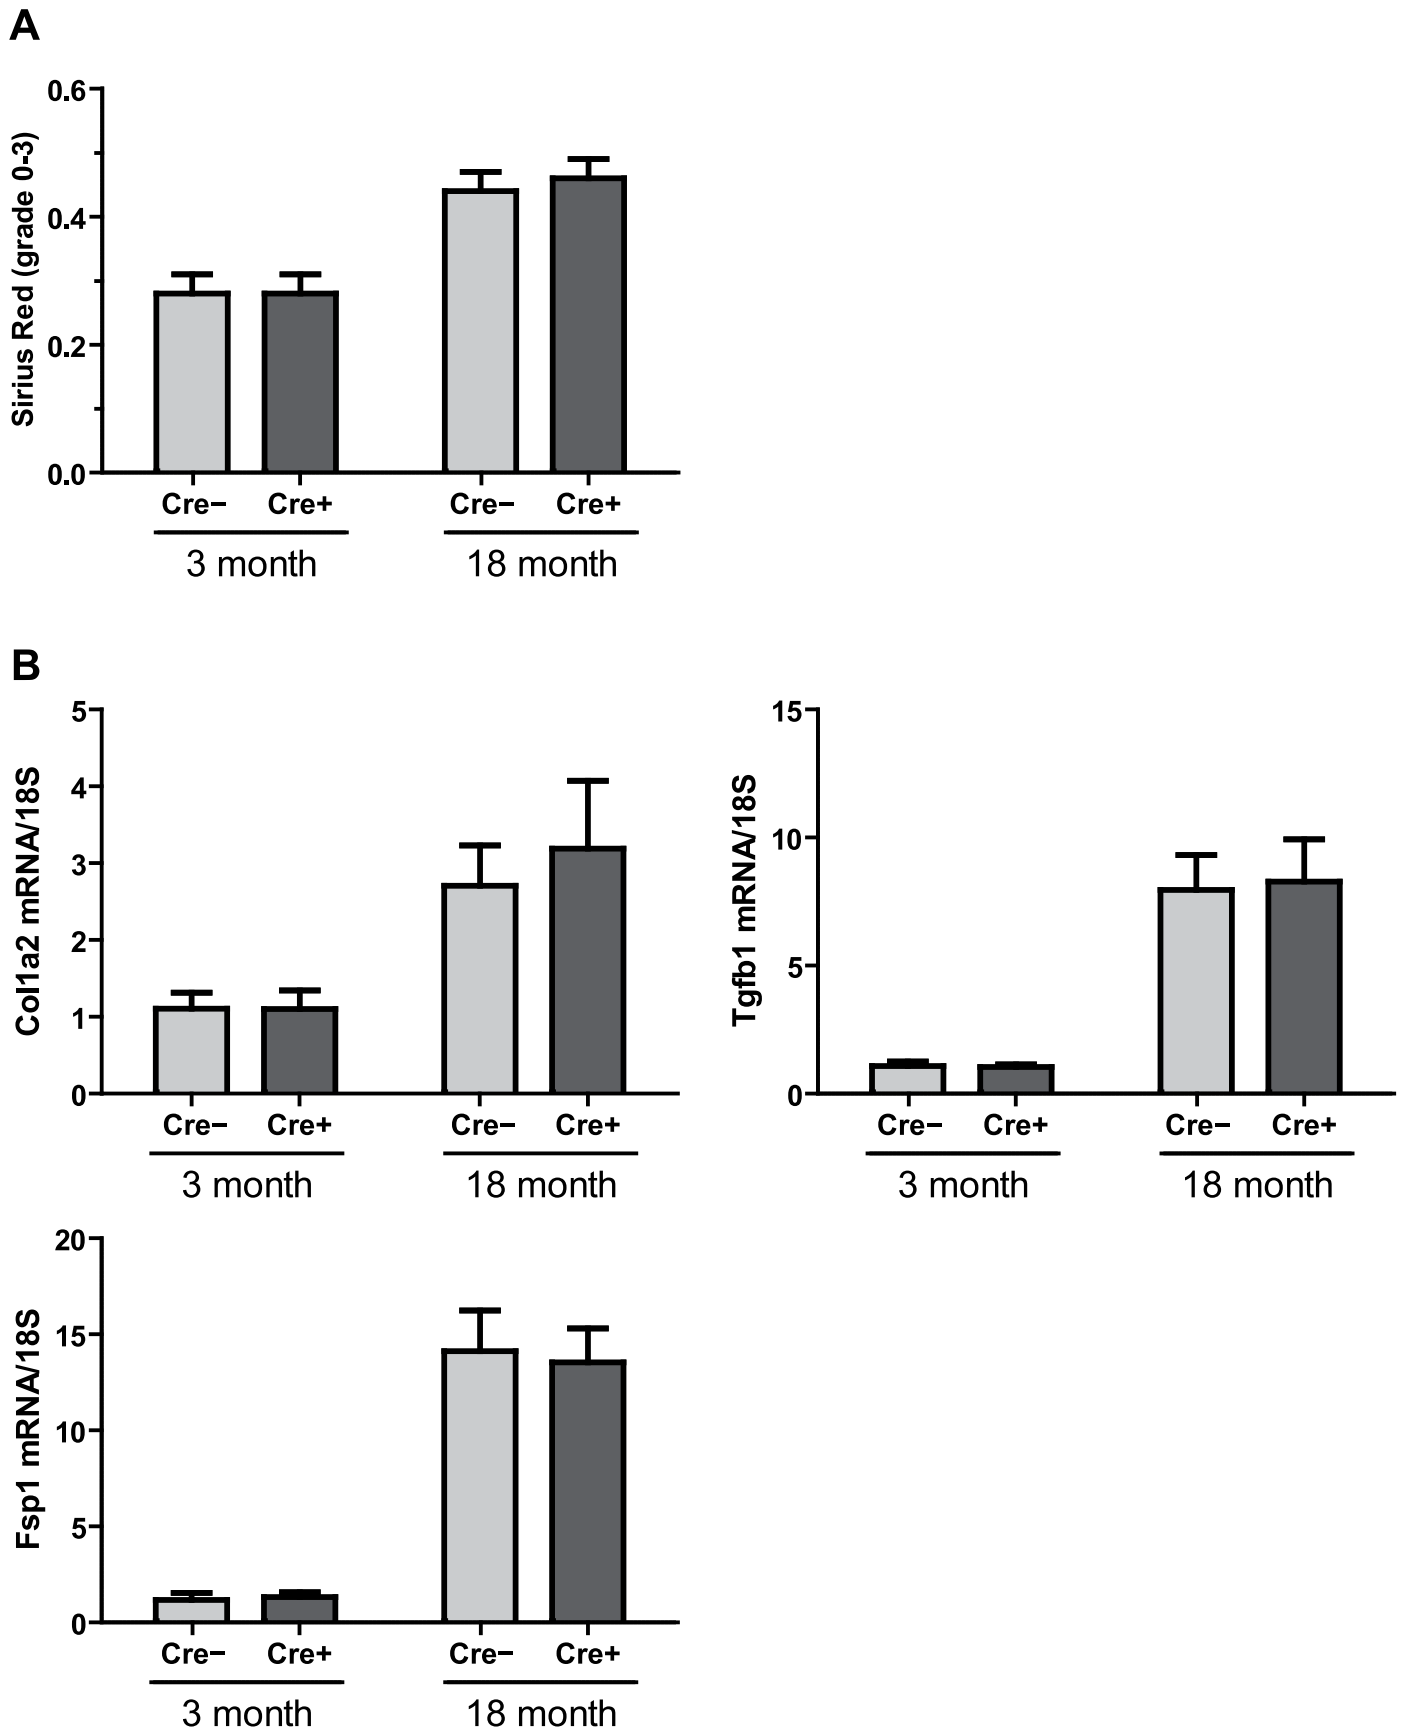 A
Sirius Red (grade 0-3)
0.6
0.4
0.2
0.0
Cre− Cre+ Cre− Cre+
3 month 18 month
B
Col1a2 mRNA/18S
5
4
3
2
1
0
Cre− Cre+ Cre− Cre+
3 month 18 month
Tgfb1 mRNA/18S
15
10
5
0
Cre− Cre+ Cre− Cre+
3 month 18 month
Fsp1 mRNA/18S
20
15
10
5
0
Cre− Cre+ Cre− Cre+
3 month 18 month